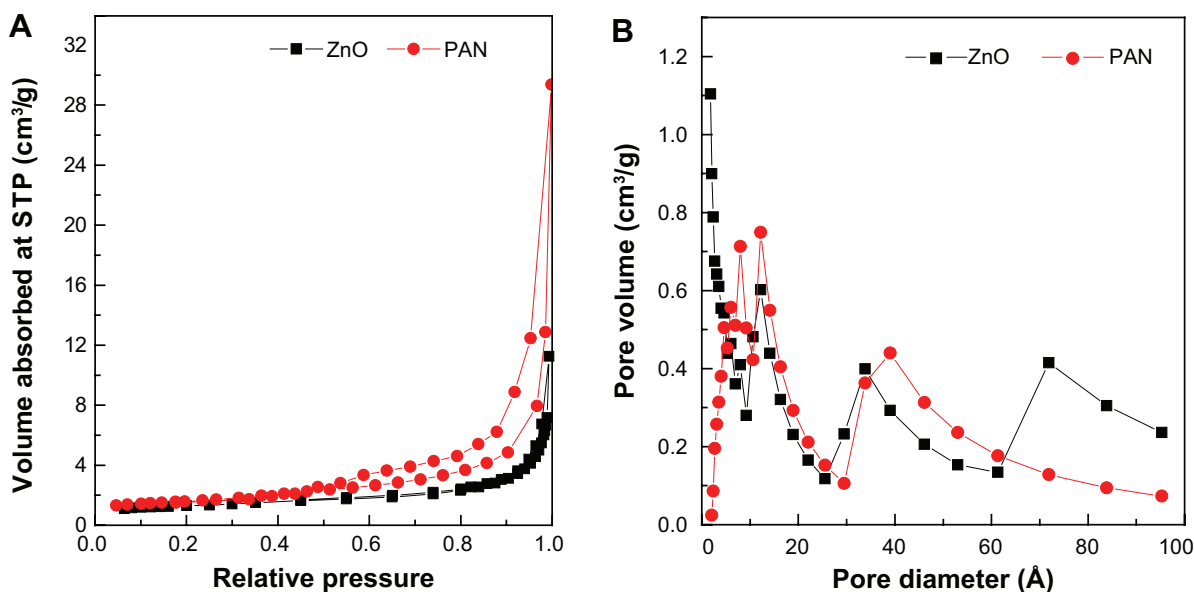 A
ZnO PAN
32
28
24
20
16
12
8
4
0
0.0 0.2 0.4 0.6 0.8 1.0
Volume absorbed at STP (cm³/g)
Relative pressure
B
ZnO PAN
1.2
1.0
0.8
0.6
0.4
0.2
0.0
0 20 40 60 80 100
Pore volume (cm³/g)
Pore diameter (Å)